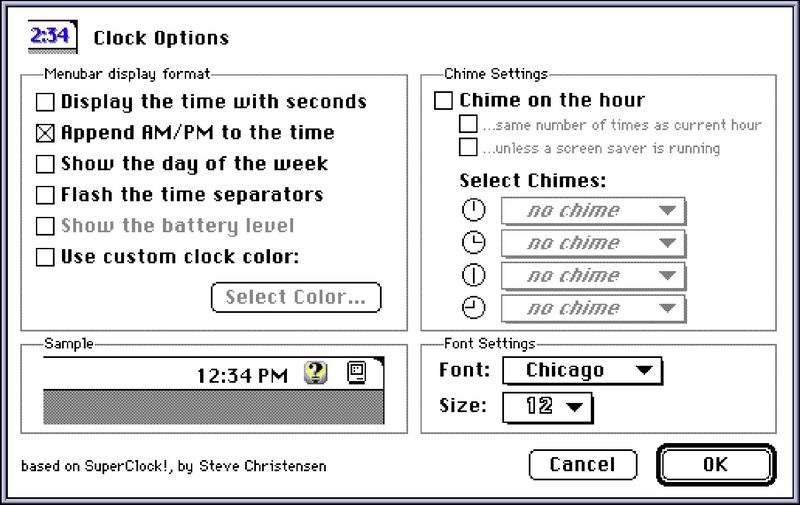 2:34 Clock Options
Menubar display format
Display the time with seconds
Append AM/PM to the time
Show the day of the week
Flash the time separators
Show the battery level
Use custom clock color:
Select Color...
Chime Settings
Chime on the hour
...same number of times as current hour
...unless a screen saver is running
Select Chimes:
no chime
no chime
no chime
no chime
Sample
12:34 PM ?
Font Settings
Font: Chicago
Size: 12
based on SuperClock!, by Steve Christensen
Cancel OK